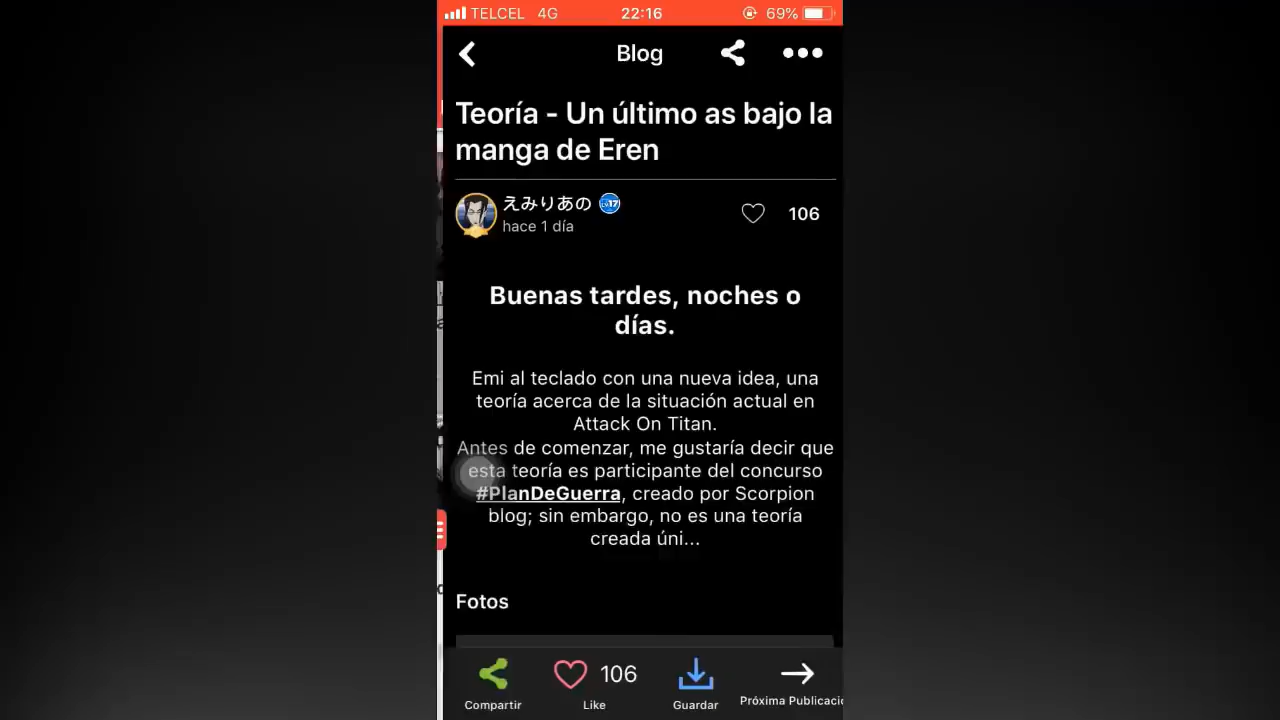 TELCEL 4G 22:16 69%
Blog
Teoría - Un último as bajo la
manga de Eren
えみりあの LV.17
hace 1 día
106
Buenas tardes, noches o
días.
Emi al teclado con una nueva idea, una
teoría acerca de la situación actual en
Attack On Titan.
Antes de comenzar, me gustaría decir que
esta teoría es participante del concurso
#PlanDeGuerra, creado por Scorpion
blog; sin embargo, no es una teoría
creada úni...
Fotos
106
Compartir Like Guardar Próxima Publicació